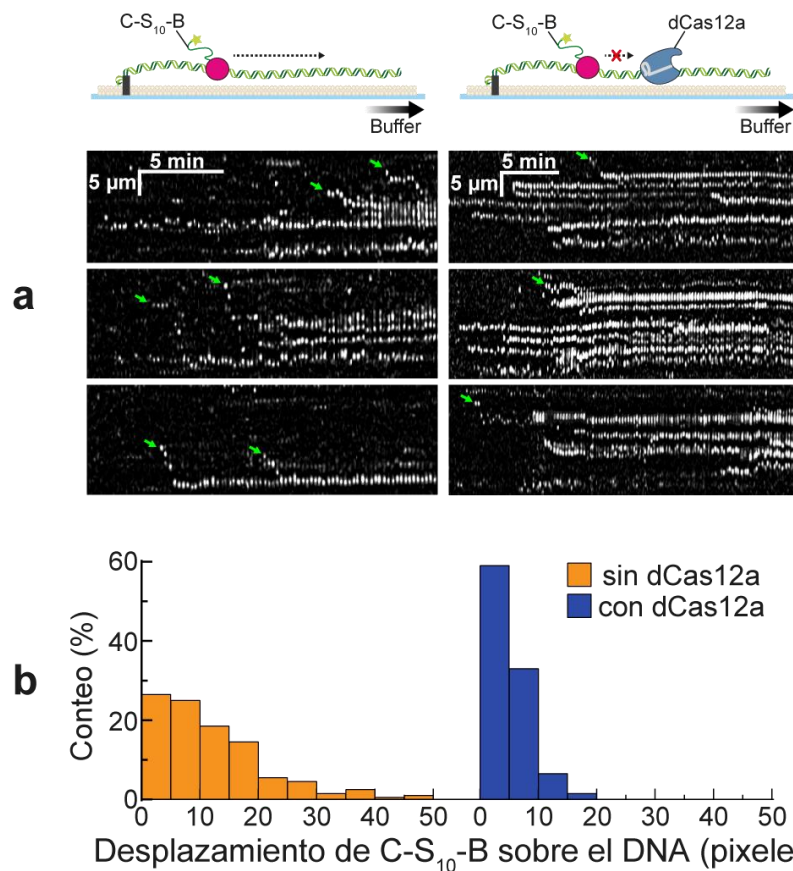 C-S₁₀-B
C-S₁₀-B
dCas12a
Buffer
Buffer
5 min
5 µm
5 min
5 µm
a
b
Conteo (%)
60
40
20
0
sin dCas12a
con dCas12a
0 10 20 30 40 50
0 10 20 30 40 50
Desplazamiento de C-S₁₀-B sobre el DNA (pixele